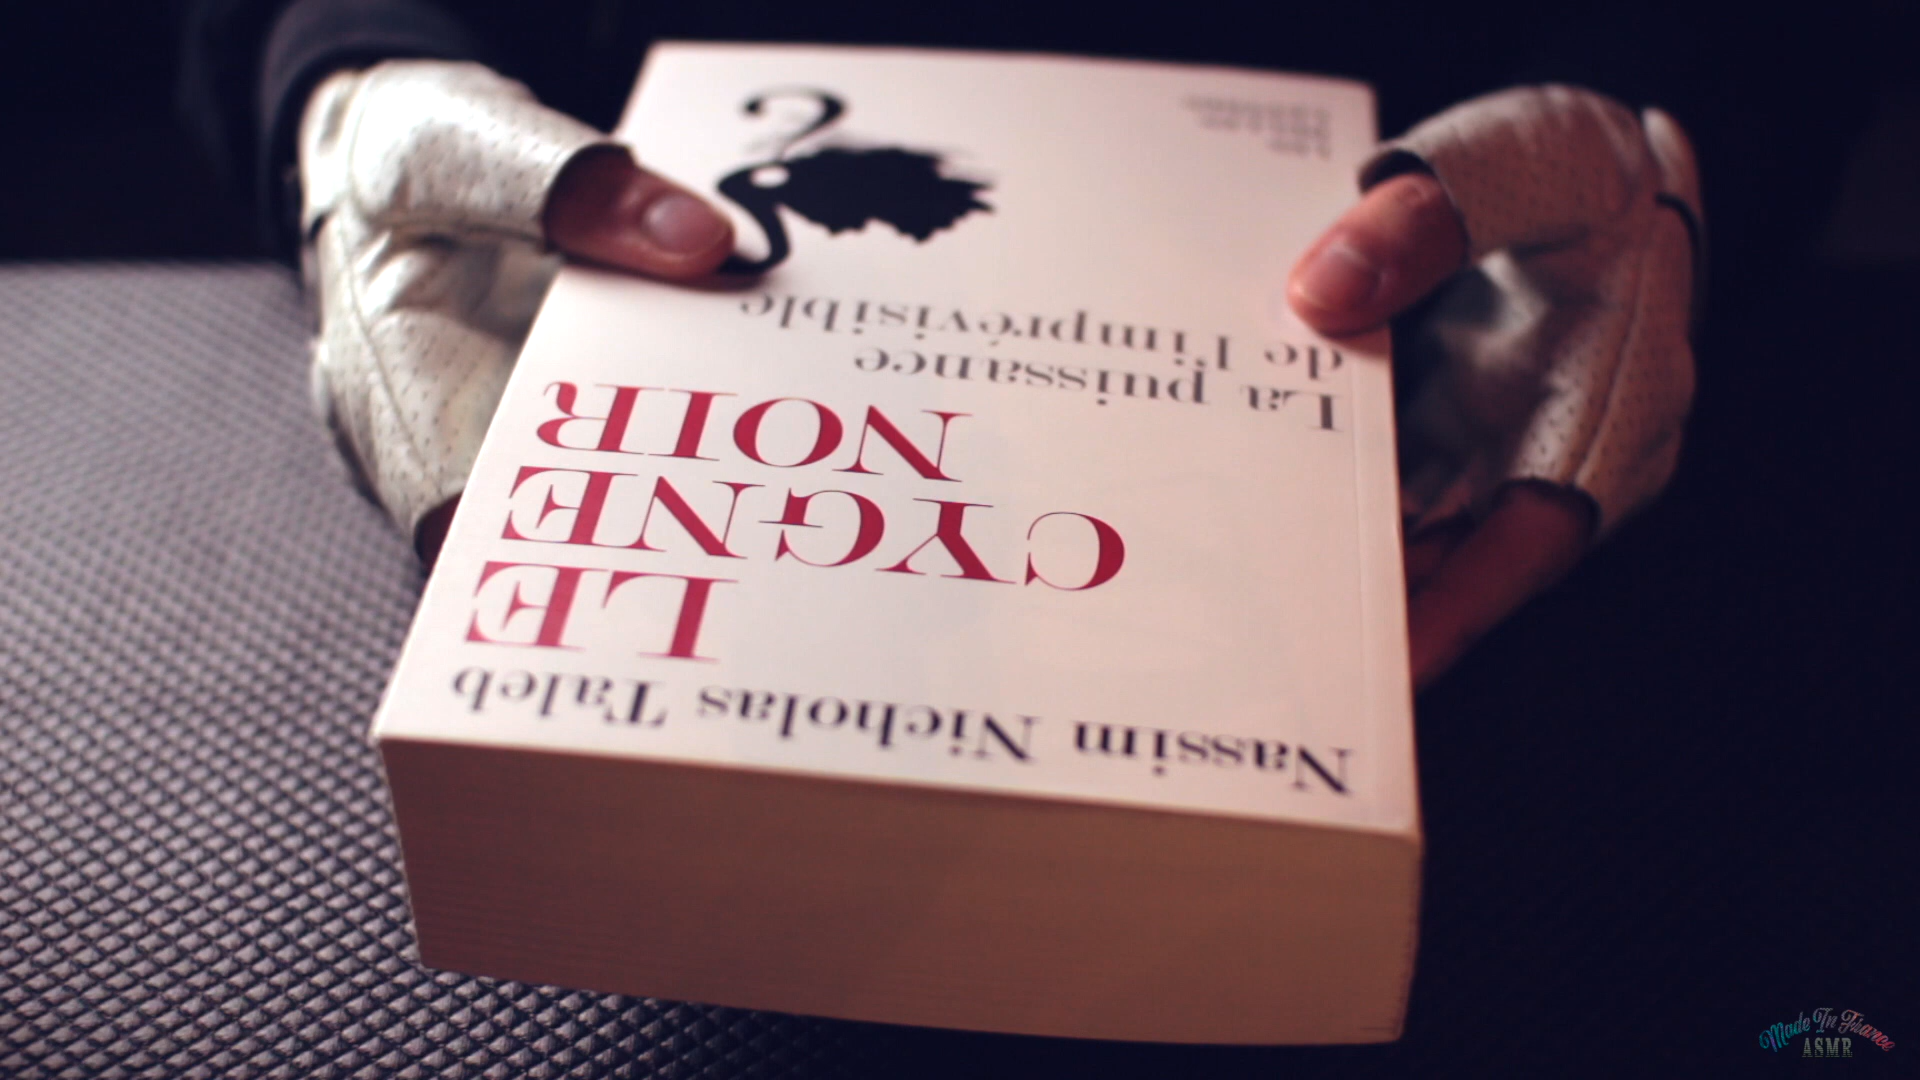 Nassim Nicholas Taleb
LE
CYGNE
NOIR
La puissance
de l'imprévisible
Made In France
ASMR